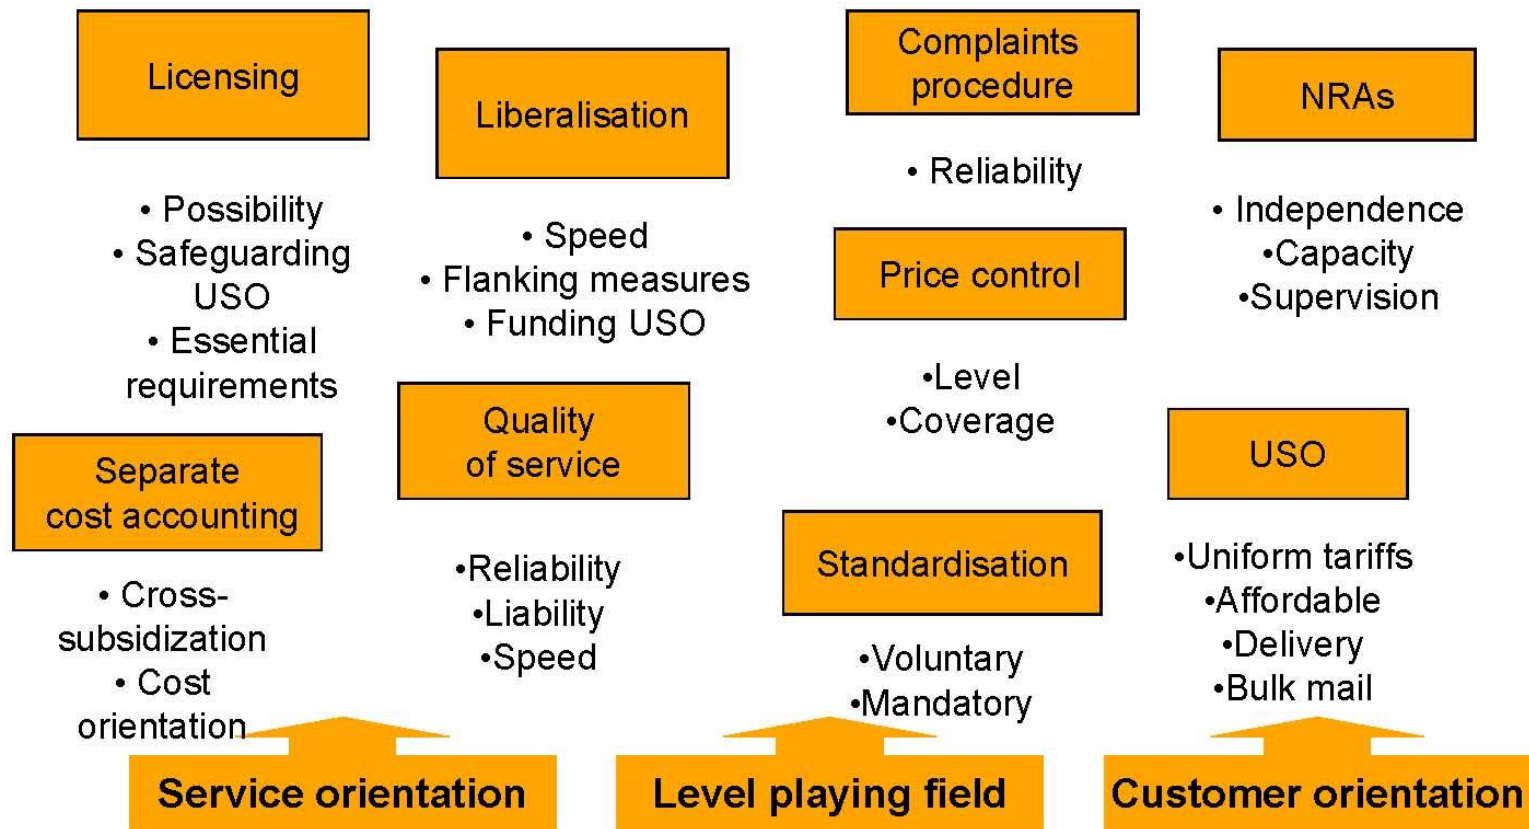 Licensing
• Possibility
• Safeguarding
USO
• Essential
requirements
Separate
cost accounting
• Cross-
subsidization
• Cost
orientation
Liberalisation
• Speed
• Flanking measures
• Funding USO
Quality
of service
•Reliability
•Liability
•Speed
Complaints
procedure
• Reliability
Price control
•Level
•Coverage
Standardisation
•Voluntary
•Mandatory
NRAs
• Independence
•Capacity
•Supervision
USO
•Uniform tariffs
•Affordable
•Delivery
•Bulk mail
Service orientation
Level playing field
Customer orientation